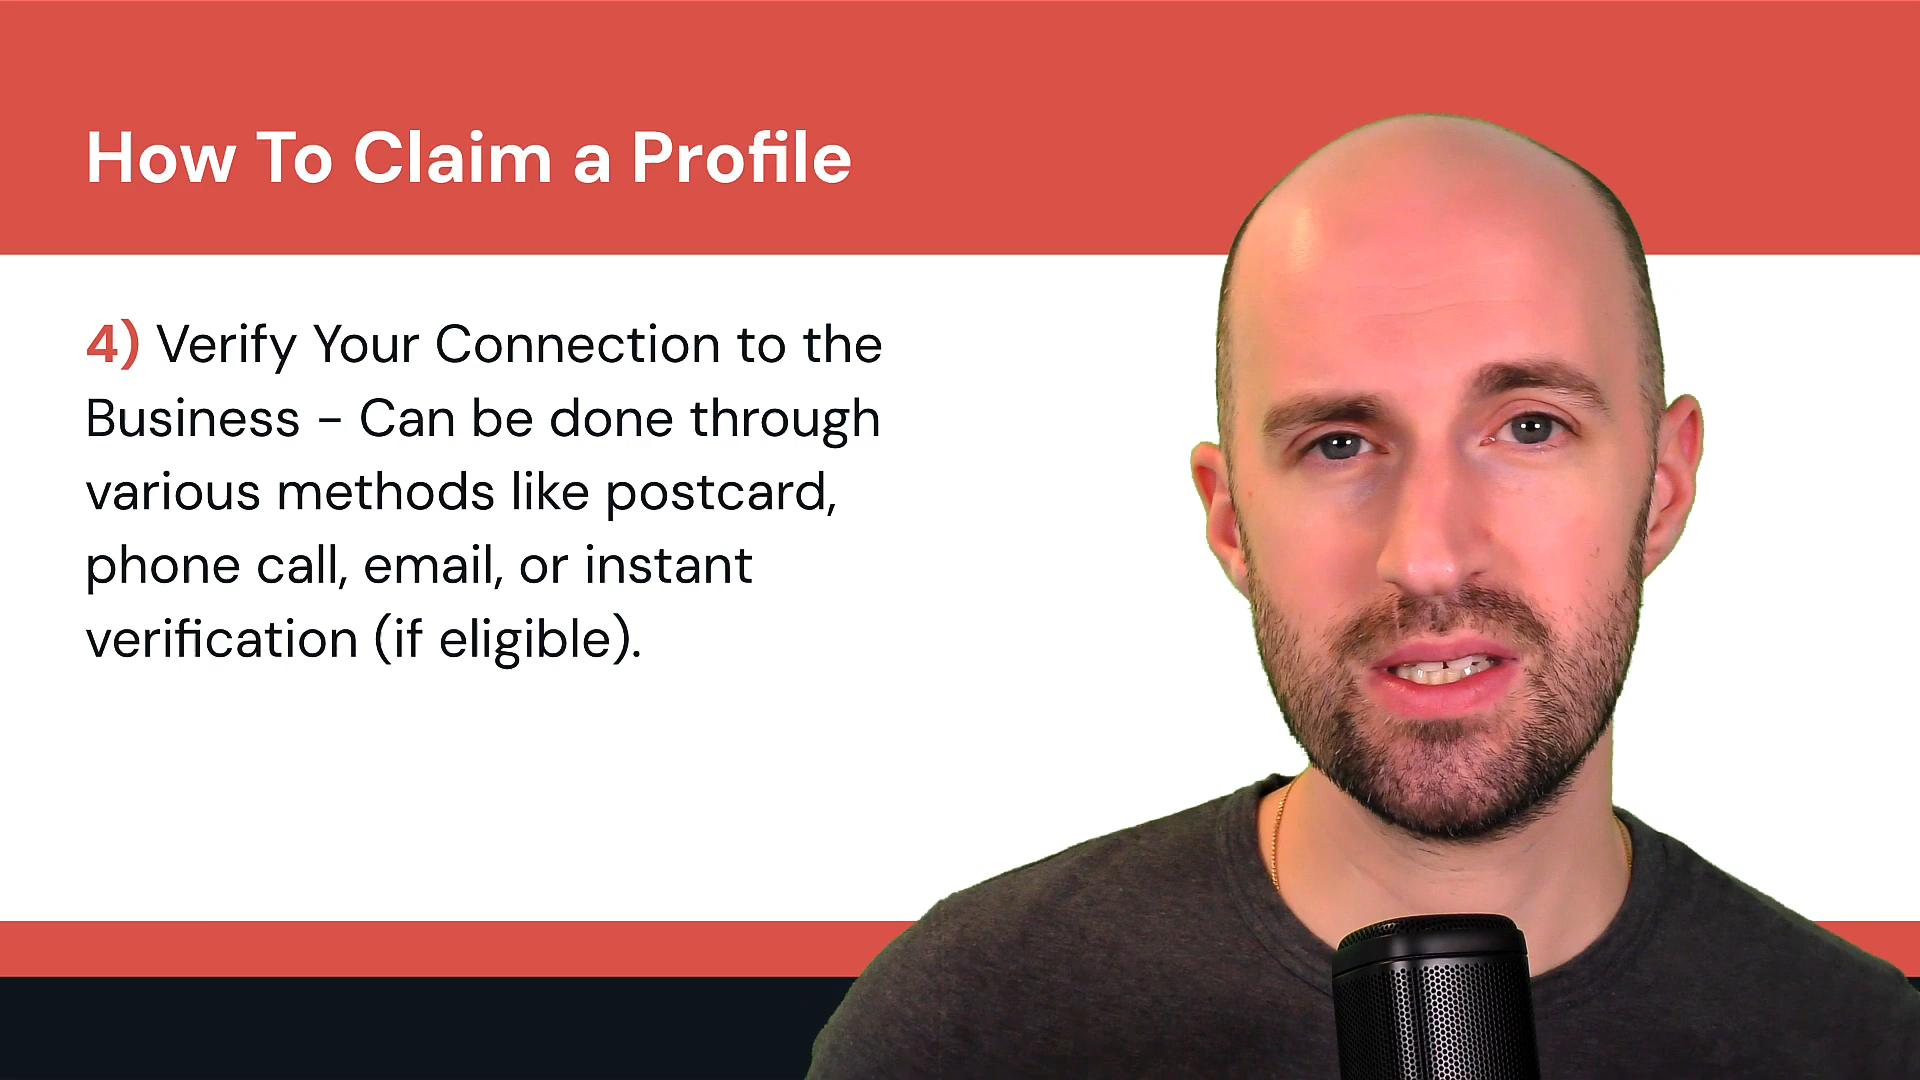 How To Claim a Profile
4) Verify Your Connection to the
Business - Can be done through
various methods like postcard,
phone call, email, or instant
verification (if eligible).